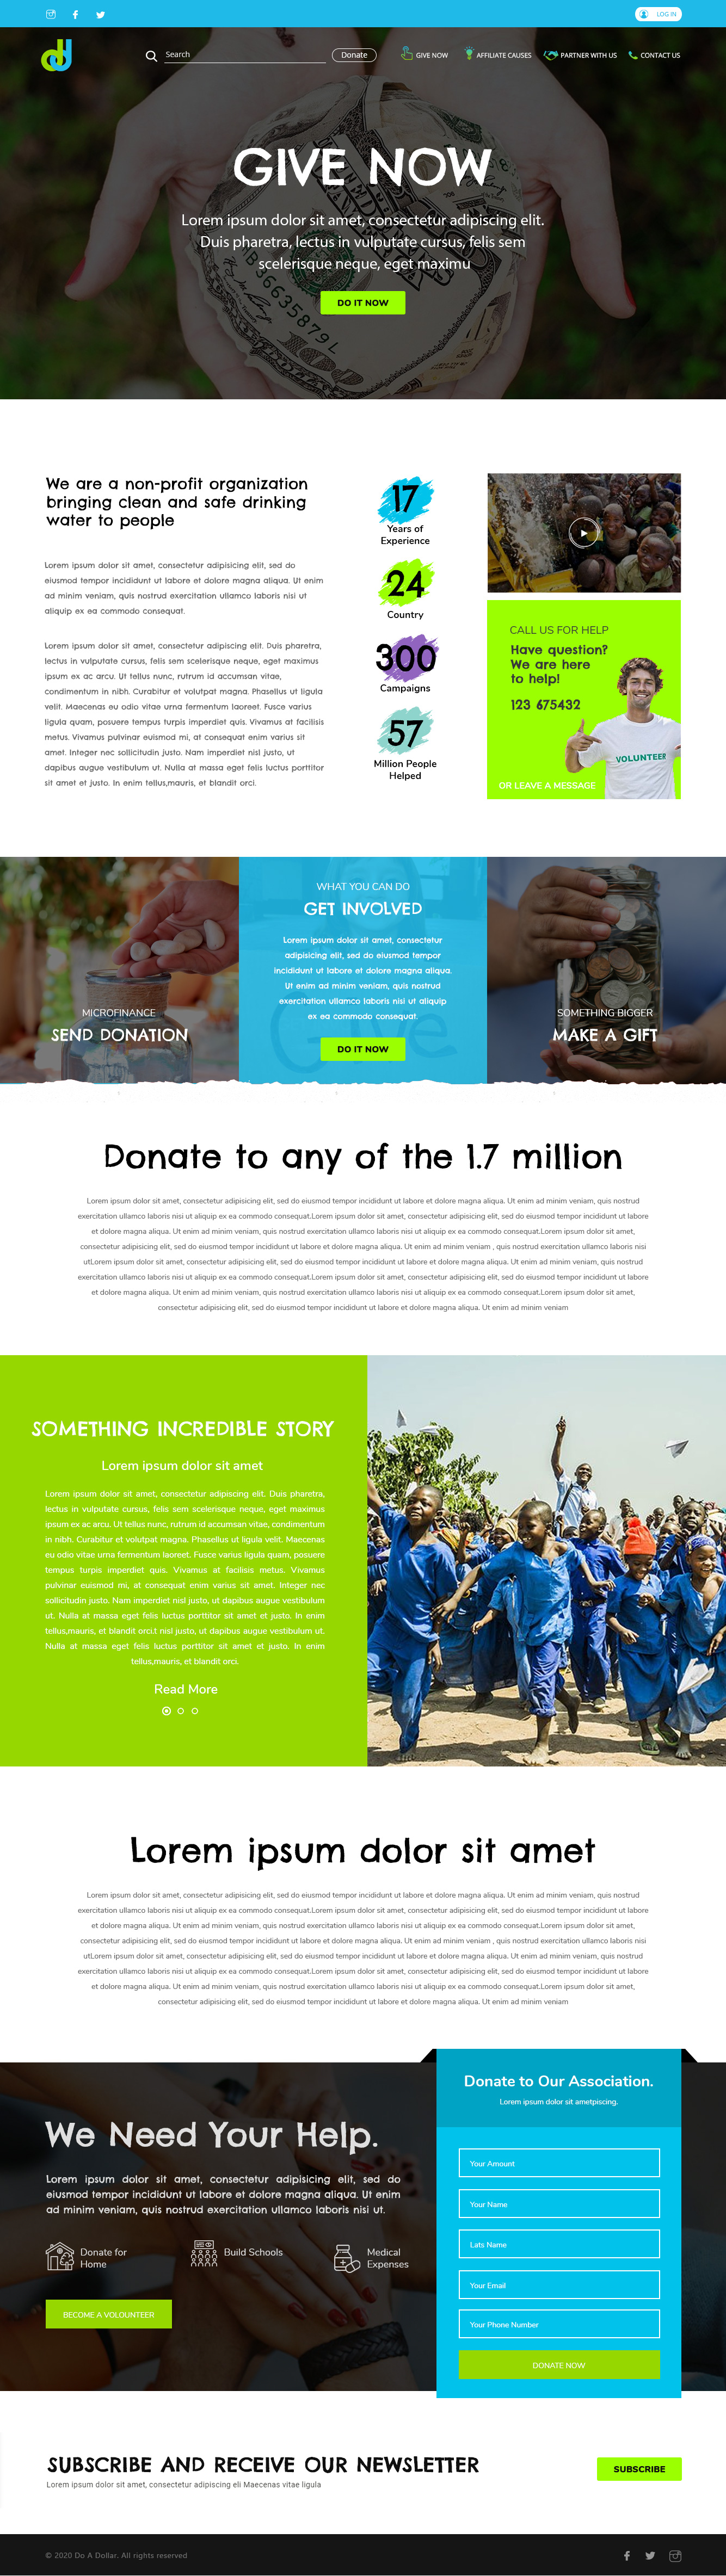 LOG IN
Search
Donate
GIVE NOW
AFFILIATE CAUSES
PARTNER WITH US
CONTACT US
GIVE NOW
Lorem ipsum dolor sit amet, consectetur adipiscing elit.
Duis pharetra, lectus in vulputate cursus, felis sem
scelerisque neque, eget maximu
DO IT NOW
We are a non-profit organization
bringing clean and safe drinking
water to people
Lorem ipsum dolor sit amet, consectetur adipisicing elit, sed do
eiusmod tempor incididunt ut labore et dolore magna aliqua. Ut enim
ad minim veniam, quis nostrud exercitation ullamco laboris nisi ut
aliquip ex ea commodo consequat.
Lorem ipsum dolor sit amet, consectetur adipiscing elit. Duis pharetra,
lectus in vulputate cursus, felis sem scelerisque neque, eget maximus
ipsum ex ac arcu. Ut tellus nunc, rutrum id accumsan vitae,
condimentum in nibh. Curabitur et volutpat magna. Phasellus ut ligula
velit. Maecenas eu odio vitae urna fermentum laoreet. Fusce varius
ligula quam, posuere tempus turpis imperdiet quis. Vivamus at facilisis
metus. Vivamus pulvinar euismod mi, at consequat enim varius sit
amet. Integer nec sollicitudin justo. Nam imperdiet nisl justo, ut
dapibus augue vestibulum ut. Nulla at massa eget felis luctus porttitor
sit amet et justo. In enim tellus,mauris, et blandit orci.
17
Years of
Experience
24
Country
300
Campaigns
57
Million People
Helped
CALL US FOR HELP
Have question?
We are here
to help!
123 675432
VOLUNTEER
OR LEAVE A MESSAGE
MICROFINANCE
SEND DONATION
WHAT YOU CAN DO
GET INVOLVED
Lorem ipsum dolor sit amet, consectetur
adipisicing elit, sed do eiusmod tempor
incididunt ut labore et dolore magna aliqua.
Ut enim ad minim veniam, quis nostrud
exercitation ullamco laboris nisi ut aliquip
ex ea commodo consequat.
Give
DO IT NOW
SOMETHING BIGGER
MAKE A GIFT
Donate to any of the 1.7 million
Lorem ipsum dolor sit amet, consectetur adipisicing elit, sed do eiusmod tempor incididunt ut labore et dolore magna aliqua. Ut enim ad minim veniam, quis nostrud
exercitation ullamco laboris nisi ut aliquip ex ea commodo consequat.Lorem ipsum dolor sit amet, consectetur adipisicing elit, sed do eiusmod tempor incididunt ut labore
et dolore magna aliqua. Ut enim ad minim veniam, quis nostrud exercitation ullamco laboris nisi ut aliquip ex ea commodo consequat.Lorem ipsum dolor sit amet,
consectetur adipisicing elit, sed do eiusmod tempor incididunt ut labore et dolore magna aliqua. Ut enim ad minim veniam , quis nostrud exercitation ullamco laboris nisi
utLorem ipsum dolor sit amet, consectetur adipisicing elit, sed do eiusmod tempor incididunt ut labore et dolore magna aliqua. Ut enim ad minim veniam, quis nostrud
exercitation ullamco laboris nisi ut aliquip ex ea commodo consequat.Lorem ipsum dolor sit amet, consectetur adipisicing elit, sed do eiusmod tempor incididunt ut labore
et dolore magna aliqua. Ut enim ad minim veniam, quis nostrud exercitation ullamco laboris nisi ut aliquip ex ea commodo consequat.Lorem ipsum dolor sit amet,
consectetur adipisicing elit, sed do eiusmod tempor incididunt ut labore et dolore magna aliqua. Ut enim ad minim veniam
SOMETHING INCREDIBLE STORY
Lorem ipsum dolor sit amet
Lorem ipsum dolor sit amet, consectetur adipiscing elit. Duis pharetra,
lectus in vulputate cursus, felis sem scelerisque neque, eget maximus
ipsum ex ac arcu. Ut tellus nunc, rutrum id accumsan vitae, condimentum
in nibh. Curabitur et volutpat magna. Phasellus ut ligula velit. Maecenas
eu odio vitae urna fermentum laoreet. Fusce varius ligula quam, posuere
tempus turpis imperdiet quis. Vivamus at facilisis metus. Vivamus
pulvinar euismod mi, at consequat enim varius sit amet. Integer nec
sollicitudin justo. Nam imperdiet nisl justo, ut dapibus augue vestibulum
ut. Nulla at massa eget felis luctus porttitor sit amet et justo. In enim
tellus,mauris, et blandit orci.t nisl justo, ut dapibus augue vestibulum ut.
Nulla at massa eget felis luctus porttitor sit amet et justo. In enim
tellus,mauris, et blandit orci.
Read More
Lorem ipsum dolor sit amet
Lorem ipsum dolor sit amet, consectetur adipisicing elit, sed do eiusmod tempor incididunt ut labore et dolore magna aliqua. Ut enim ad minim veniam, quis nostrud
exercitation ullamco laboris nisi ut aliquip ex ea commodo consequat.Lorem ipsum dolor sit amet, consectetur adipisicing elit, sed do eiusmod tempor incididunt ut labore
et dolore magna aliqua. Ut enim ad minim veniam, quis nostrud exercitation ullamco laboris nisi ut aliquip ex ea commodo consequat.Lorem ipsum dolor sit amet,
consectetur adipisicing elit, sed do eiusmod tempor incididunt ut labore et dolore magna aliqua. Ut enim ad minim veniam , quis nostrud exercitation ullamco laboris nisi
utLorem ipsum dolor sit amet, consectetur adipisicing elit, sed do eiusmod tempor incididunt ut labore et dolore magna aliqua. Ut enim ad minim veniam, quis nostrud
exercitation ullamco laboris nisi ut aliquip ex ea commodo consequat.Lorem ipsum dolor sit amet, consectetur adipisicing elit, sed do eiusmod tempor incididunt ut labore
et dolore magna aliqua. Ut enim ad minim veniam, quis nostrud exercitation ullamco laboris nisi ut aliquip ex ea commodo consequat.Lorem ipsum dolor sit amet,
consectetur adipisicing elit, sed do eiusmod tempor incididunt ut labore et dolore magna aliqua. Ut enim ad minim veniam
We Need Your Help.
Lorem ipsum dolor sit amet, consectetur adipisicing elit, sed do
eiusmod tempor incididunt ut labore et dolore magna aliqua. Ut enim
ad minim veniam, quis nostrud exercitation ullamco laboris nisi ut.
Donate for
Home
Build Schools
Medical
Expenses
BECOME A VOLOUNTEER
Donate to Our Association.
Lorem ipsum dolor sit ametpiscing.
Your Amount
Your Name
Lats Name
Your Email
Your Phone Number
DONATE NOW
SUBSCRIBE AND RECEIVE OUR NEWSLETTER
Lorem ipsum dolor sit amet, consectetur adipiscing eli Maecenas vitae ligula
SUBSCRIBE
© 2020 Do A Dollar. All rights reserved